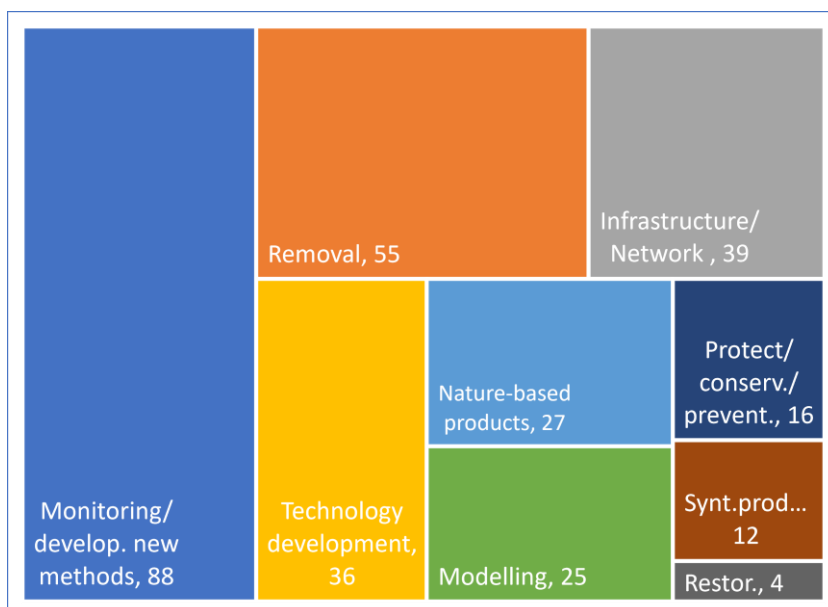 Monitoring/
develop. new
methods, 88
Removal, 55
Infrastructure/
Network , 39
Technology
development,
36
Nature-based
products, 27
Modelling, 25
Protect/
conserv./
prevent., 16
Synt.prod...
12
Restor., 4